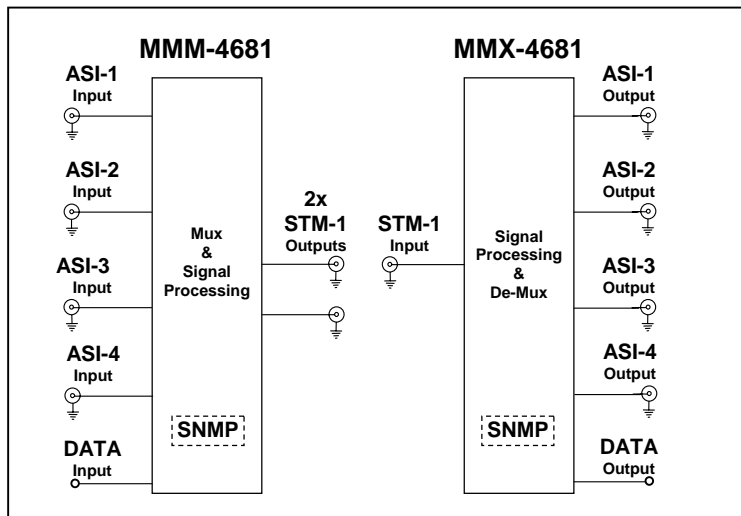 MMM-4681
ASI-1
Input
ASI-2
Input
ASI-3
Input
ASI-4
Input
DATA
Input
Mux
&
Signal
Processing
SNMP
2x
STM-1
Outputs
MMX-4681
STM-1
Input
Signal
Processing
&
De-Mux
SNMP
ASI-1
Output
ASI-2
Output
ASI-3
Output
ASI-4
Output
DATA
Output